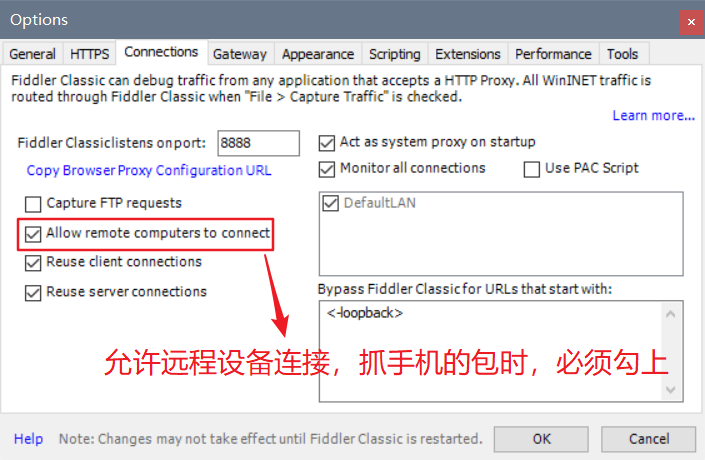 Options
General HTTPS Connections Gateway Appearance Scripting Extensions Performance Tools
Fiddler Classic can debug traffic from any application that accepts a HTTP Proxy. All WinINET traffic is
routed through Fiddler Classic when "File > Capture Traffic" is checked.
Learn more...
Fiddler Classic listens on port: 8888
Act as system proxy on startup
Copy Browser Proxy Configuration URL
Monitor all connections
Use PAC Script
Capture FTP requests
DefaultLAN
Allow remote computers to connect
Reuse client connections
Reuse server connections
Bypass Fiddler Classic for URLs that start with:
<-loopback>
允许远程设备连接，抓手机的包时，必须勾上
Help Note: Changes may not take effect until Fiddler Classic is restarted. OK Cancel